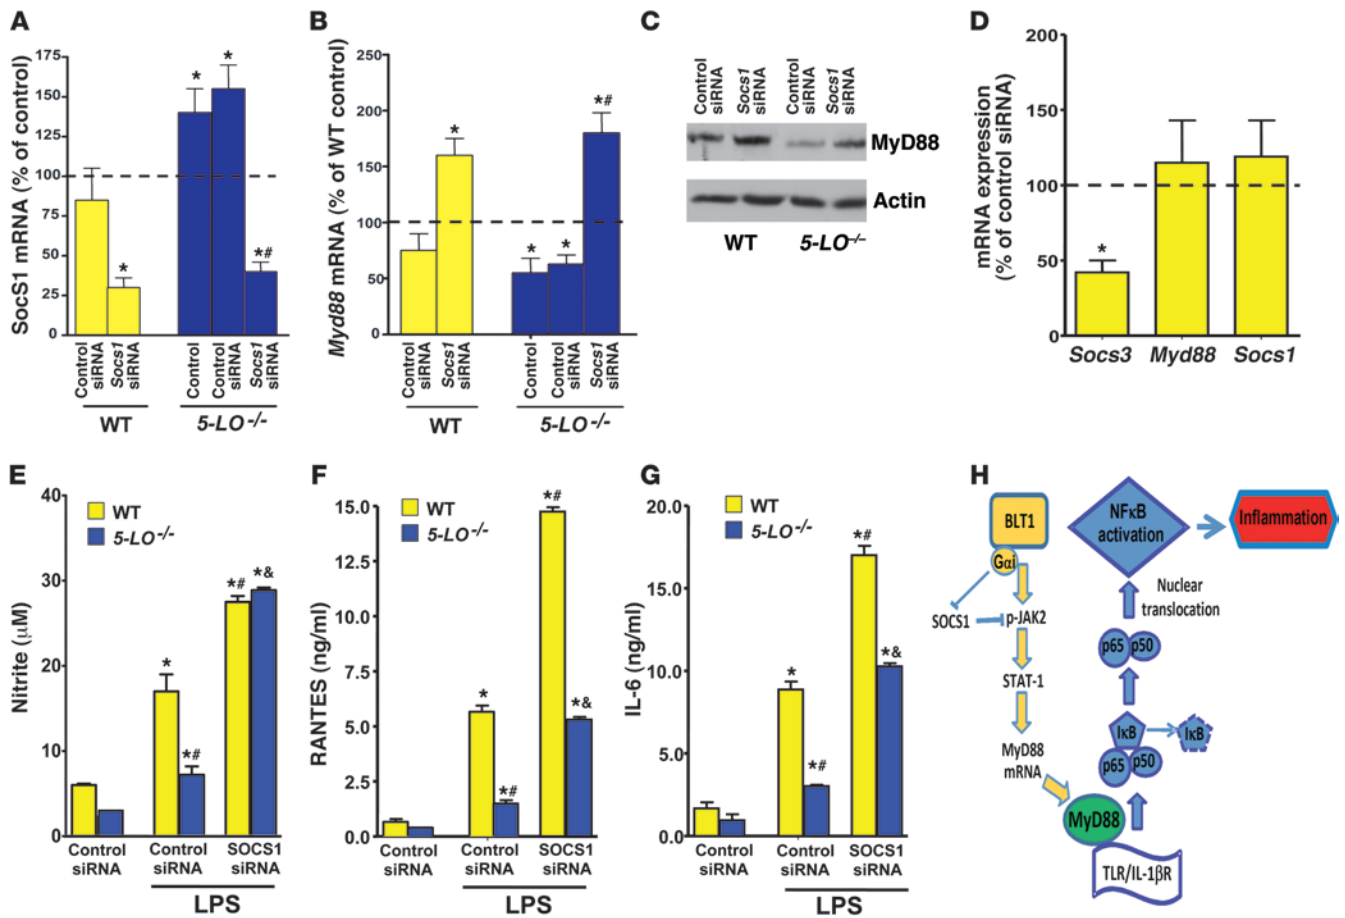 A
SocS1 mRNA (% of control)
175
150
125
100
75
50
25
0
*
*
*
*#
Control siRNA
Socs1 siRNA
Control
Control siRNA
Socs1 siRNA
WT
5-LO-/-
B
Myd88 mRNA (% of WT control)
250
200
150
100
50
0
*
*
*
*#
Control siRNA
Socs1 siRNA
Control
Control siRNA
Socs1 siRNA
WT
5-LO-/-
C
Control siRNA
Socs1 siRNA
Control siRNA
Socs1 siRNA
MyD88
Actin
WT
5-LO-/-
D
mRNA expression
(% of control siRNA)
200
150
100
50
0
*
Socs3
Myd88
Socs1
E
Nitrite (μM)
40
30
20
10
0
WT
5-LO-/-
*
*#
*#
*&
Control siRNA
Control siRNA
SOCS1 siRNA
LPS
F
RANTES (ng/ml)
15.0
10.0
7.5
5.0
2.5
0.0
WT
5-LO-/-
*
*#
*#
*&
Control siRNA
Control siRNA
SOCS1 siRNA
LPS
G
IL-6 (ng/ml)
20.0
15.0
10.0
5.0
0.0
WT
5-LO-/-
*
*#
*#
*&
Control siRNA
Control siRNA
SOCS1 siRNA
LPS
H
BLT1
Gαi
SOCS1
p-JAK2
STAT-1
MyD88
mRNA
MyD88
TLR/IL-1βR
NFκB
activation
Inflammation
Nuclear
translocation
p65
p50
IκB
IκB
p65
p50